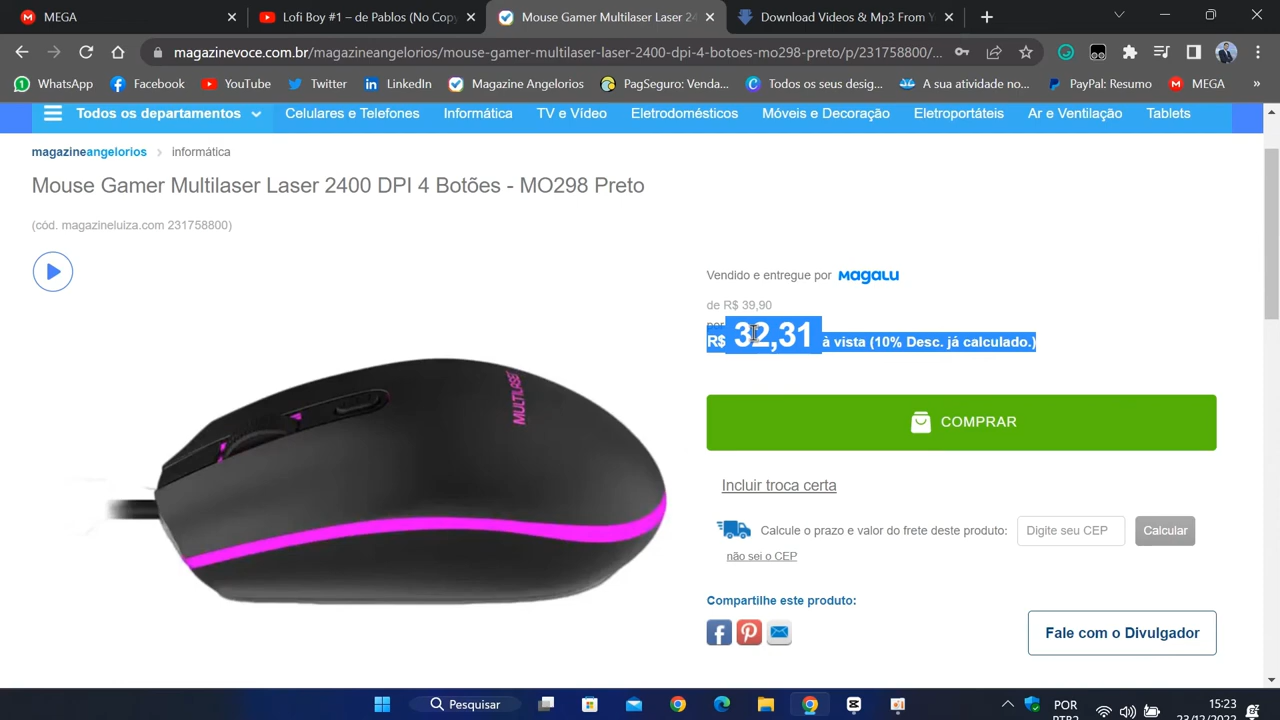 MEGA
Lofi Boy #1 – de Pablos (No Copy
Mouse Gamer Multilaser Laser 24
Download Videos & Mp3 From Y
magazinevoce.com.br/magazineangelorios/mouse-gamer-multilaser-laser-2400-dpi-4-botoes-mo298-preto/p/231758800/...
WhatsApp
Facebook
YouTube
Twitter
LinkedIn
Magazine Angelorios
PagSeguro: Venda...
Todos os seus desig...
A sua atividade no...
PayPal: Resumo
MEGA
»
Todos os departamentos
Celulares e Telefones
Informática
TV e Vídeo
Eletrodomésticos
Móveis e Decoração
Eletroportáteis
Ar e Ventilação
Tablets
magazineangelorios > informática
Mouse Gamer Multilaser Laser 2400 DPI 4 Botões - MO298 Preto
(cód. magazineluiza.com 231758800)
MULTILASER
Vendido e entregue por MAGALU
de R$ 39,90
por
R$ 32,31 à vista (10% Desc. já calculado.)
COMPRAR
Incluir troca certa
Calcule o prazo e valor do frete deste produto:
Digite seu CEP
Calcular
não sei o CEP
Compartilhe este produto:
Fale com o Divulgador
Pesquisar
POR
PTB2
15:23
23/12/2022